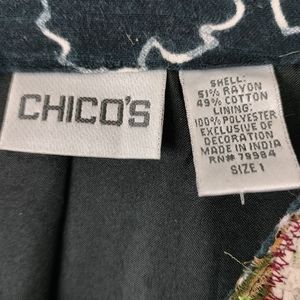 CHICO'S
SHELL:
51% RAYON
49% COTTON
LINING:
100% POLYESTER
EXCLUSIVE OF
DECORATION
MADE IN INDIA
RN# 79984
SIZE 1